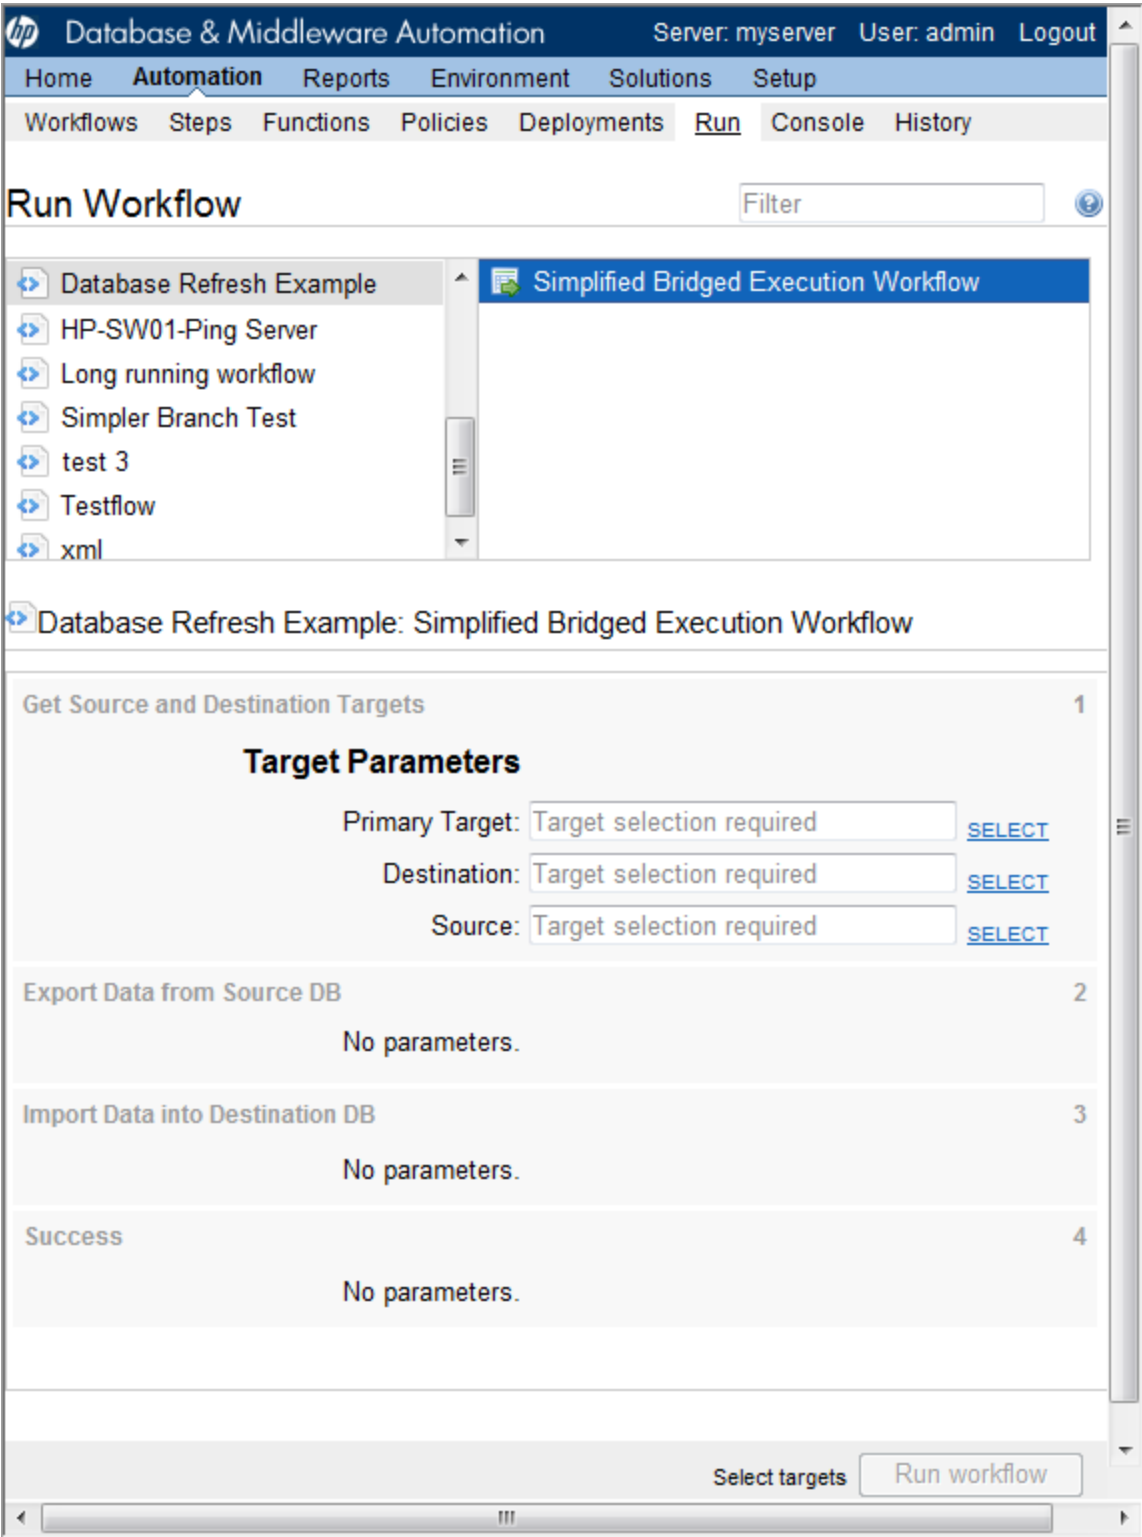 hp Database & Middleware Automation Server: myserver User: admin Logout
Home Automation Reports Environment Solutions Setup
Workflows Steps Functions Policies Deployments Run Console History
Run Workflow Filter ?
Database Refresh Example
HP-SW01-Ping Server
Long running workflow
Simpler Branch Test
test 3
Testflow
xml
Simplified Bridged Execution Workflow
Database Refresh Example: Simplified Bridged Execution Workflow
Get Source and Destination Targets 1
Target Parameters
Primary Target: Target selection required SELECT
Destination: Target selection required SELECT
Source: Target selection required SELECT
Export Data from Source DB 2
No parameters.
Import Data into Destination DB 3
No parameters.
Success 4
No parameters.
Select targets Run workflow